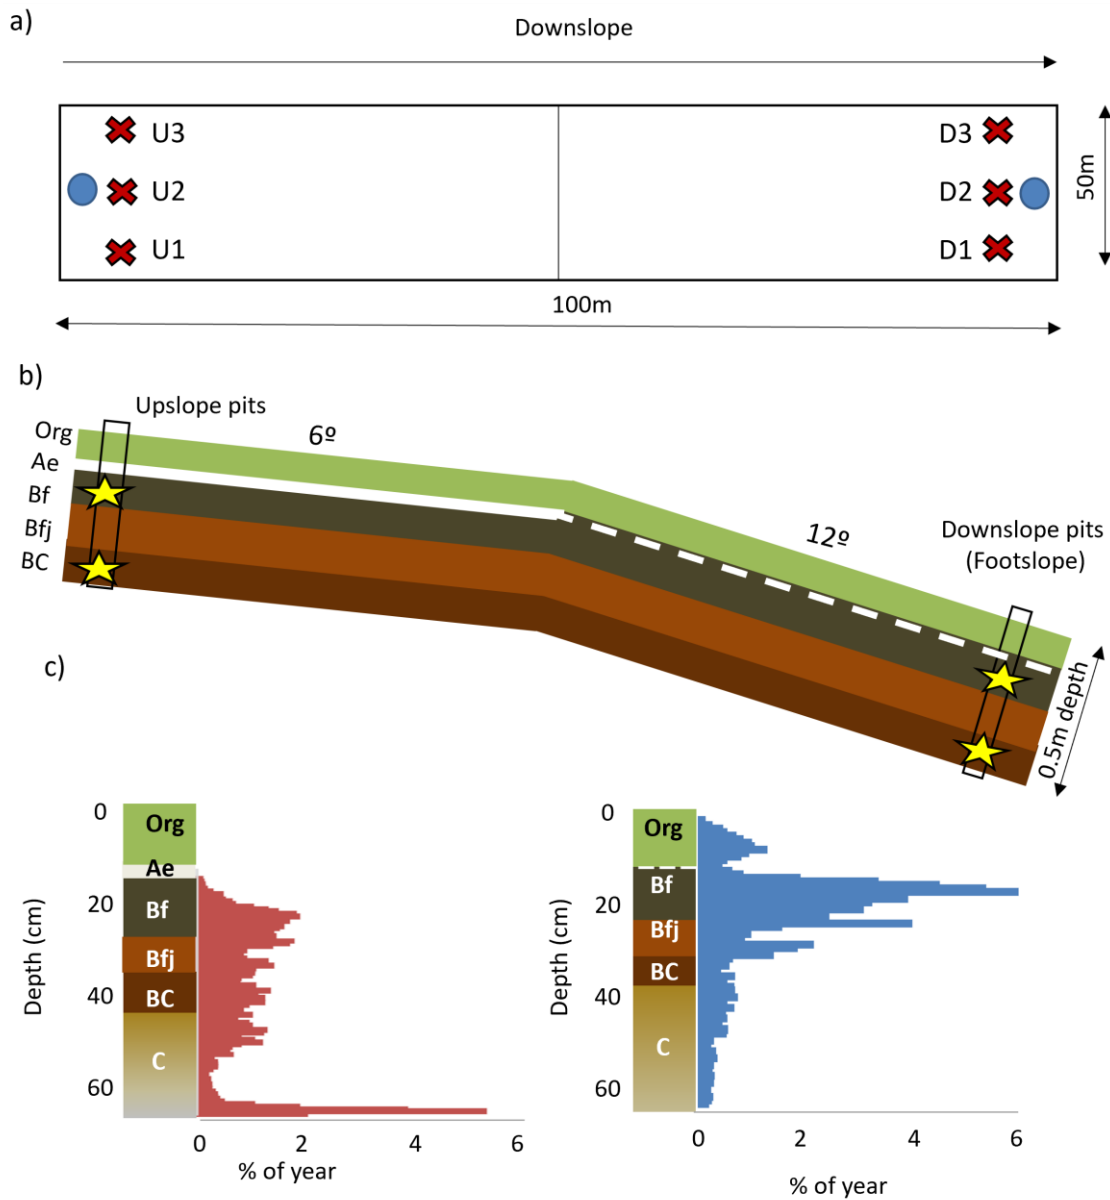 a)
Downslope
U3
U2
U1
D3
D2
D1
50m
100m
b)
Upslope pits
Org
Ae
Bf
Bfj
BC
6º
12º
Downslope pits
(Footslope)
0.5m depth
c)
0
20
40
60
Depth (cm)
Org
Ae
Bf
Bfj
BC
C
0 2 4 6
% of year
0
20
40
60
Depth (cm)
Org
Bf
Bfj
BC
C
0 2 4 6
% of year